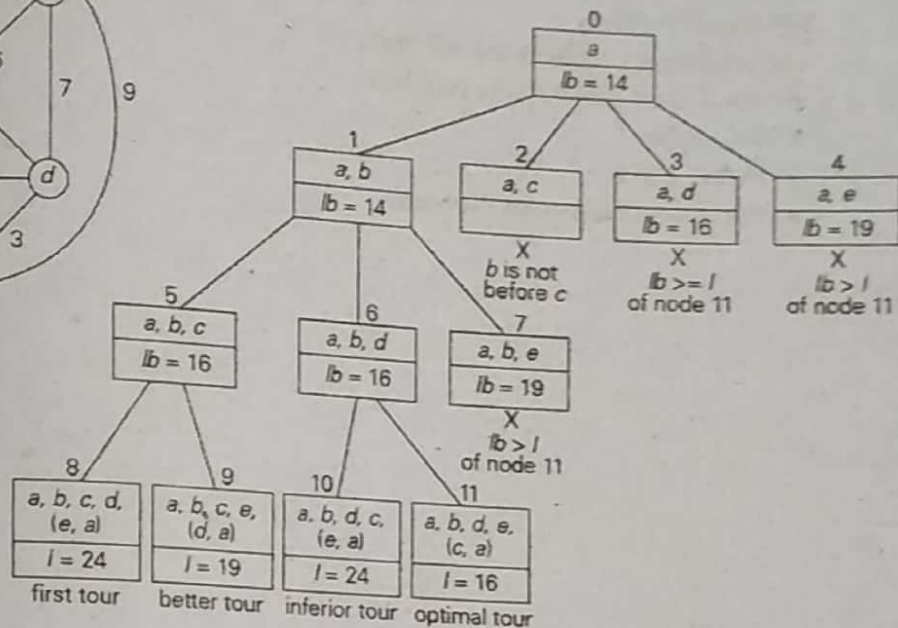 7
9
d
3
0
a
lb = 14
1
a, b
lb = 14
2
a, c
X
b is not
before c
3
a, d
lb = 16
X
lb >= l
of node 11
4
a, e
lb = 19
X
lb > l
of node 11
5
a, b, c
lb = 16
6
a, b, d
lb = 16
7
a, b, e
lb = 19
X
lb > l
of node 11
8
a, b, c, d,
(e, a)
l = 24
first tour
9
a, b, c, e,
(d, a)
l = 19
better tour
10
a, b, d, c,
(e, a)
l = 24
inferior tour
11
a, b, d, e,
(c, a)
l = 16
optimal tour